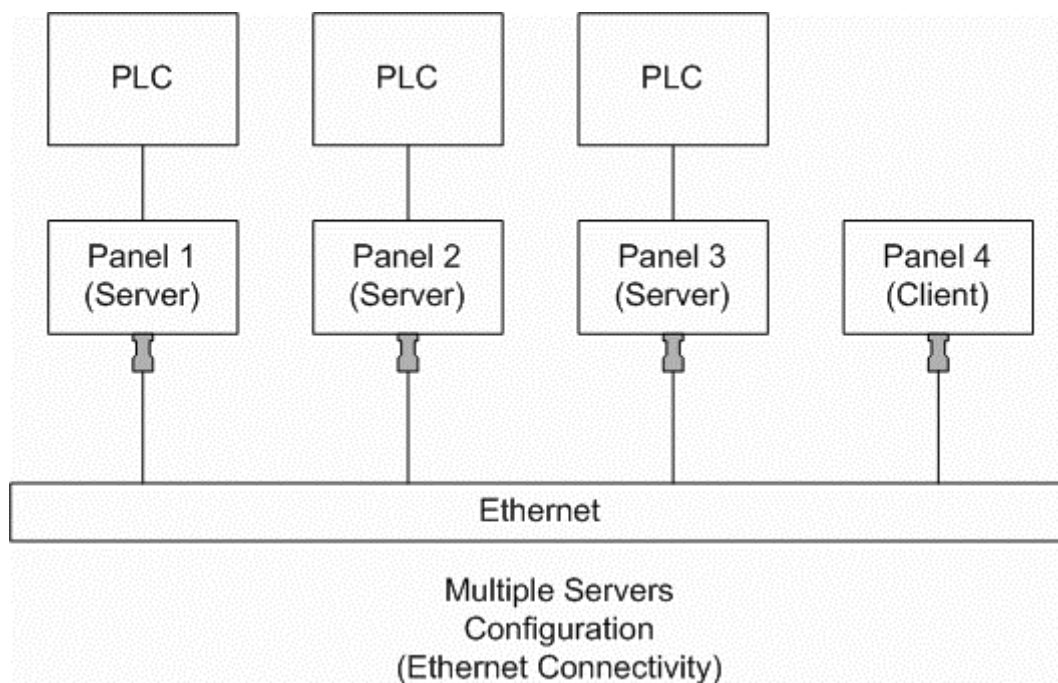 PLC
PLC
PLC
Panel 1
(Server)
Panel 2
(Server)
Panel 3
(Server)
Panel 4
(Client)
Ethernet
Multiple Servers
Configuration
(Ethernet Connectivity)